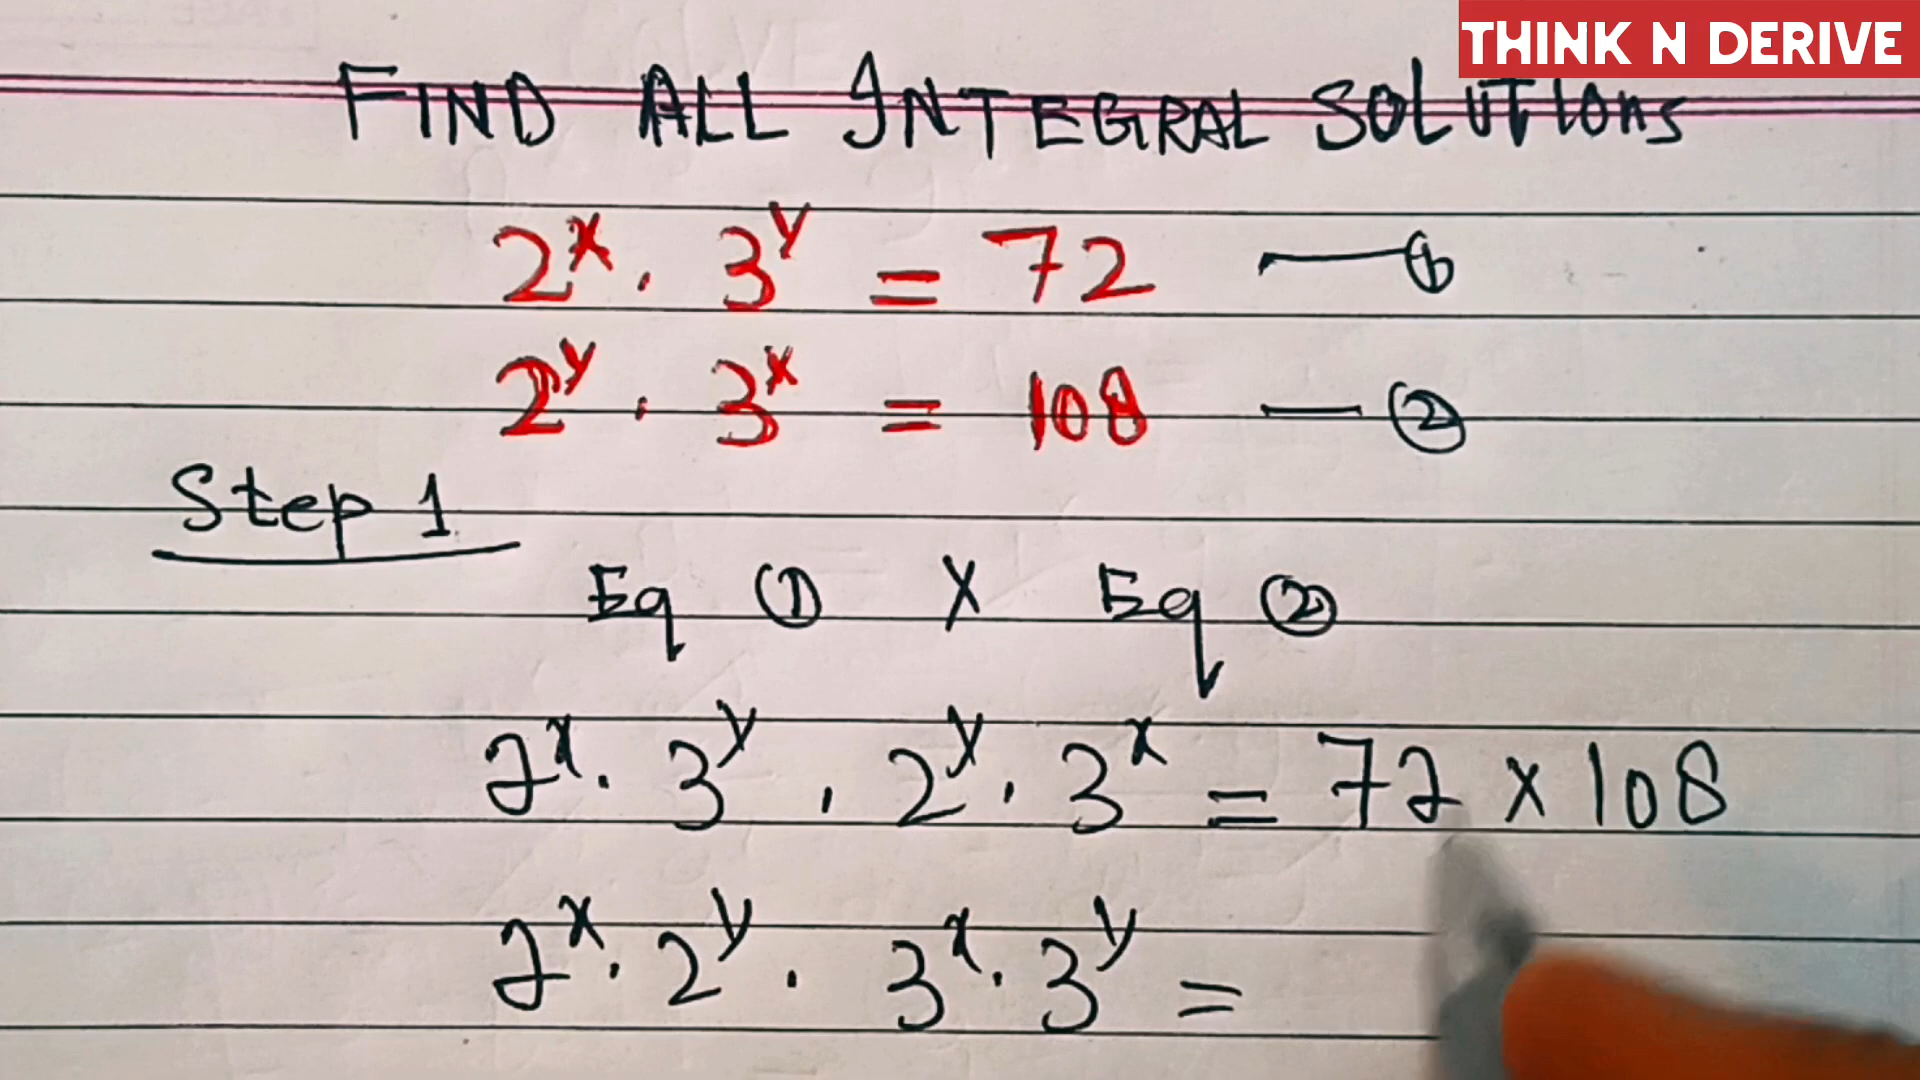 THINK N DERIVE
FIND ALL INTEGRAL SOLUTIONS
2^x . 3^y = 72 — ①
2^y . 3^x = 108 — ②
Step 1
Eq ① X Eq ②
2^x . 3^y . 2^y . 3^x = 72 x 108
2^x . 2^y . 3^x . 3^y =